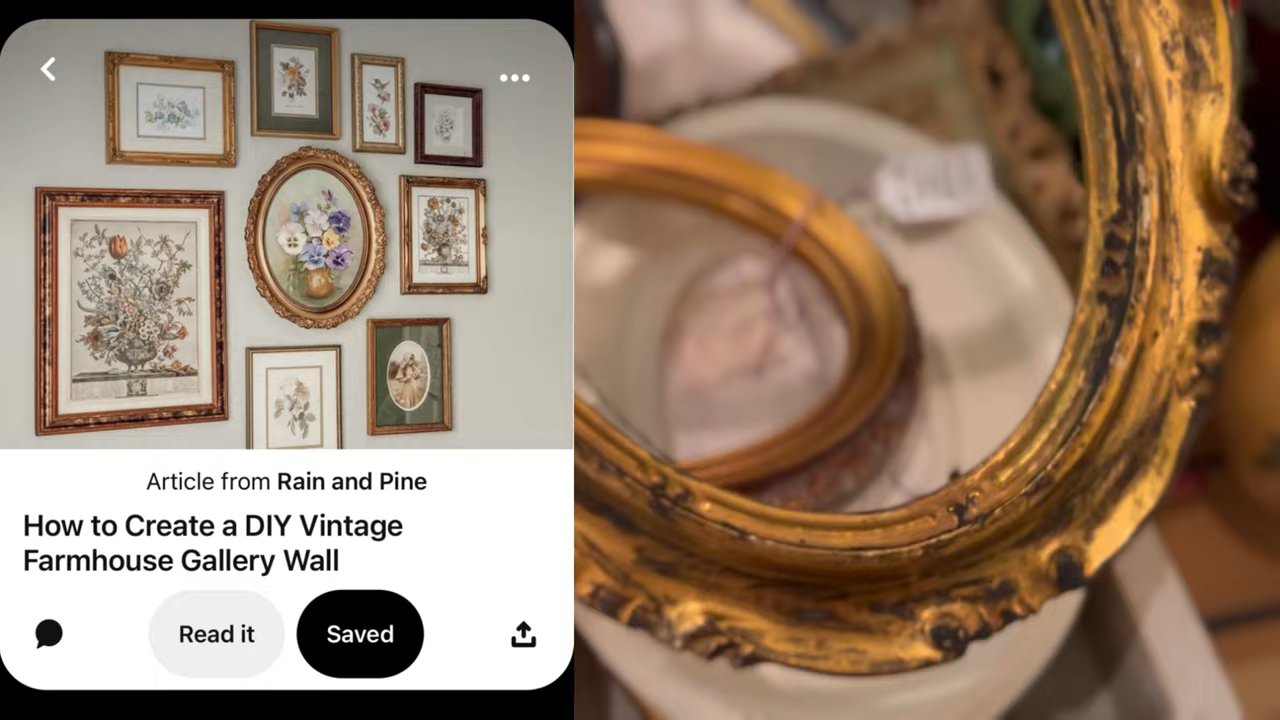 Article from Rain and Pine
How to Create a DIY Vintage
Farmhouse Gallery Wall
Read it
Saved